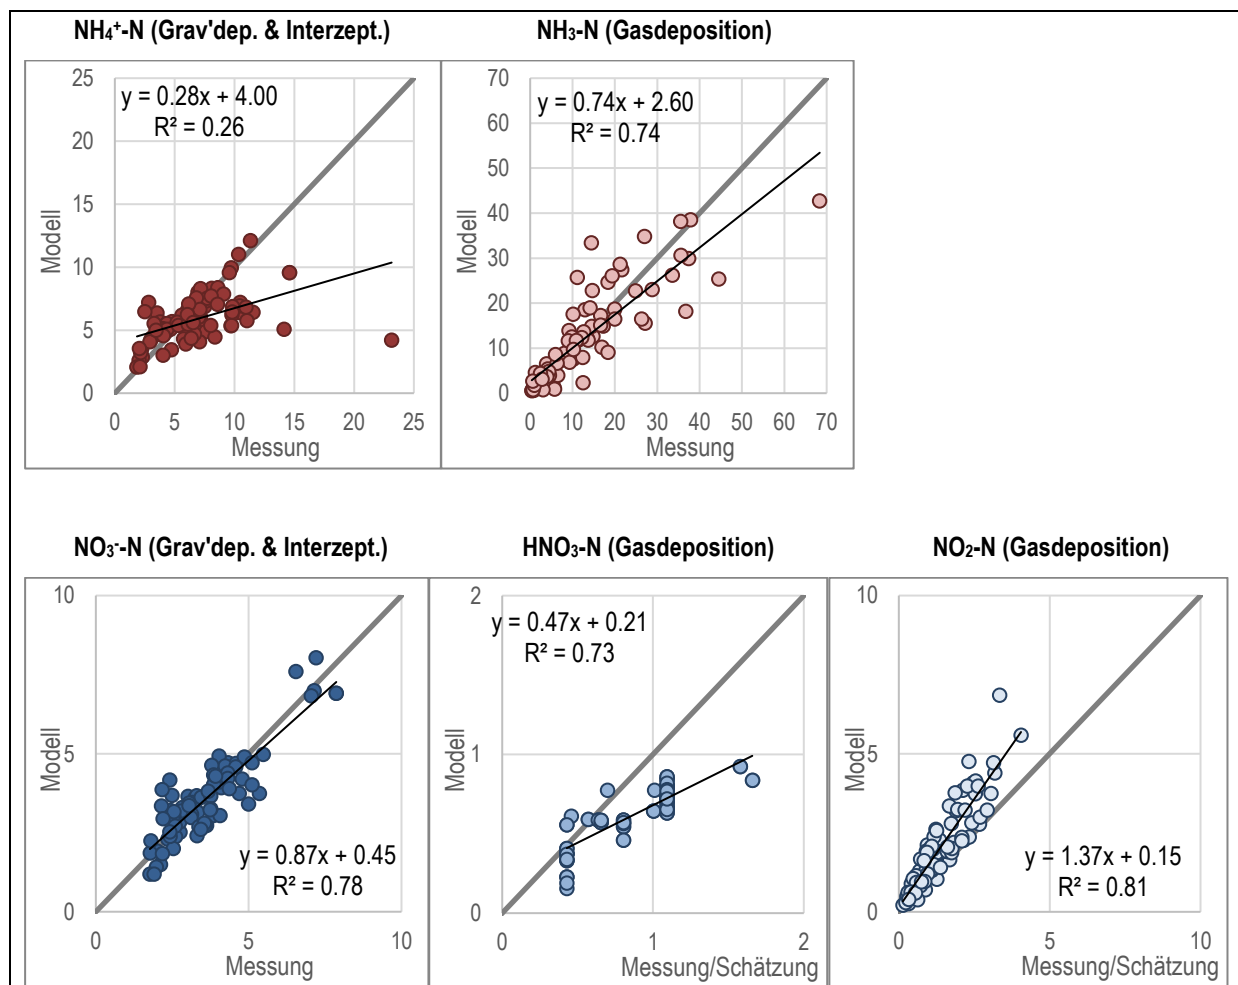 NH₄⁺-N (Grav'dep. & Interzept.)
NH₃-N (Gasdeposition)
y = 0.28x + 4.00
R² = 0.26
25
20
15
10
5
0
Modell
0 5 10 15 20 25
Messung
y = 0.74x + 2.60
R² = 0.74
70
60
50
40
30
20
10
0
Modell
0 10 20 30 40 50 60 70
Messung
NO₃⁻-N (Grav'dep. & Interzept.)
HNO₃-N (Gasdeposition)
NO₂-N (Gasdeposition)
10
5
0
Modell
y = 0.87x + 0.45
R² = 0.78
0 5 10
Messung
2
1
0
Modell
y = 0.47x + 0.21
R² = 0.73
0 1 2
Messung/Schätzung
10
5
0
Modell
y = 1.37x + 0.15
R² = 0.81
0 5 10
Messung/Schätzung